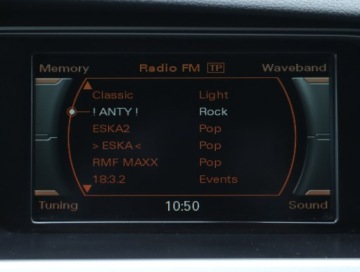 Memory Radio FM TP Waveband
Classic Light
! ANTY ! Rock
ESKA2 Pop
> ESKA < Pop
RMF MAXX Pop
18:3.2 Events
Tuning 10:50 Sound